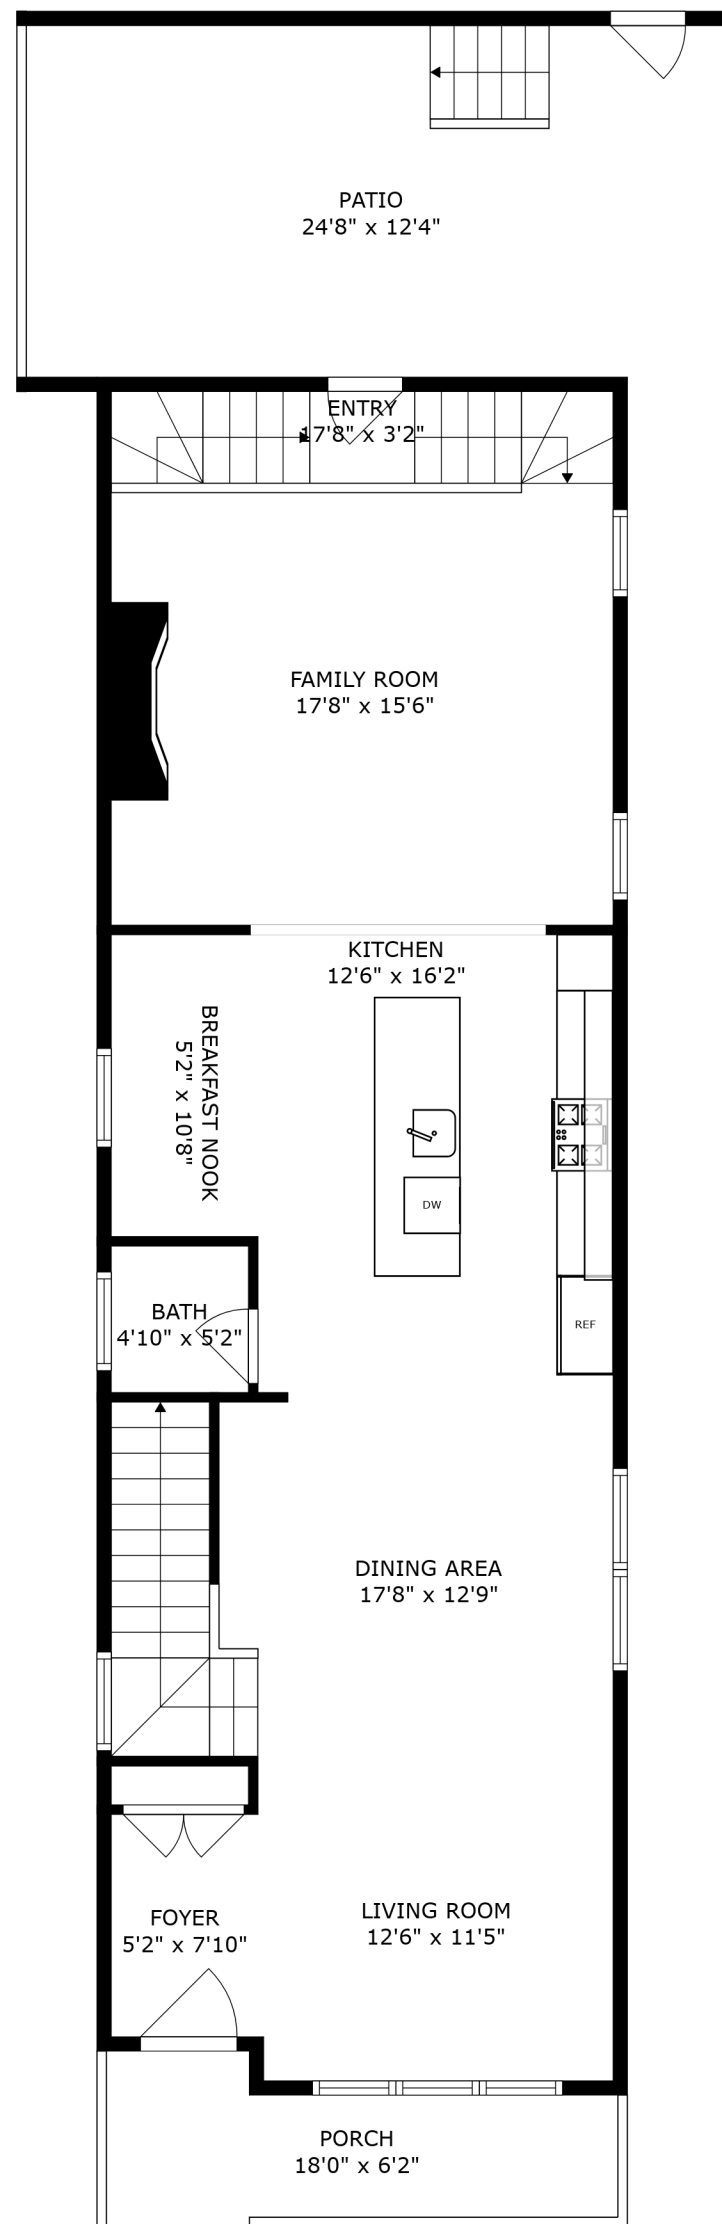 PATIO
24'8" x 12'4"
ENTRY
17'8" x 3'2"
FAMILY ROOM
17'8" x 15'6"
KITCHEN
12'6" x 16'2"
BREAKFAST NOOK
5'2" x 10'8"
DW
BATH
4'10" x 5'2"
REF
DINING AREA
17'8" x 12'9"
LIVING ROOM
12'6" x 11'5"
FOYER
5'2" x 7'10"
PORCH
18'0" x 6'2"